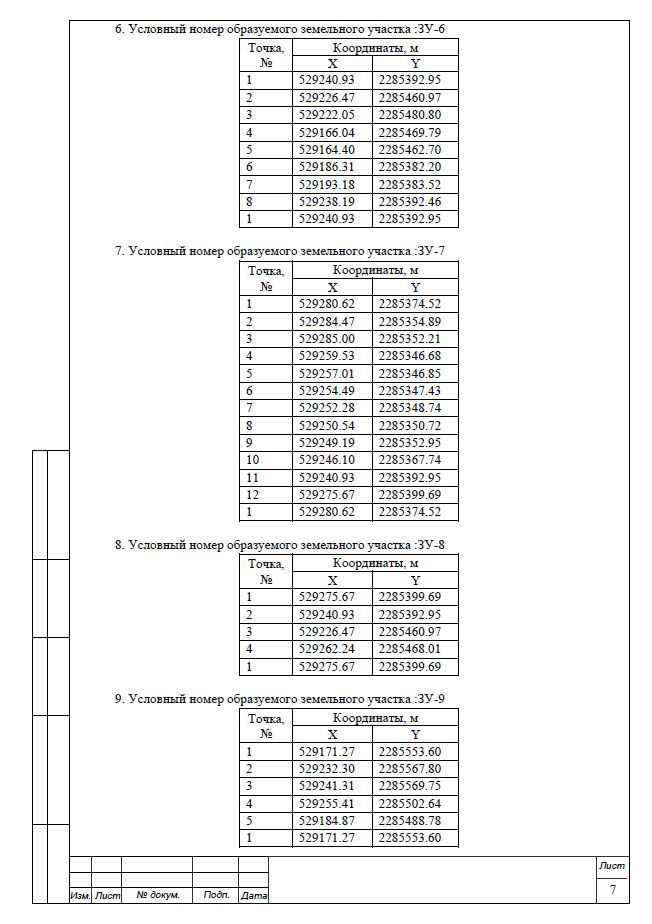 6. Условный номер образуемого земельного участка :ЗУ-6
Точка, № Координаты, м
X Y
1 529240.93 2285392.95
2 529226.47 2285460.97
3 529222.05 2285480.80
4 529166.04 2285469.79
5 529164.40 2285462.70
6 529186.31 2285382.20
7 529193.18 2285383.52
8 529238.19 2285392.46
1 529240.93 2285392.95
7. Условный номер образуемого земельного участка :ЗУ-7
Точка, № Координаты, м
X Y
1 529280.62 2285374.52
2 529284.47 2285354.89
3 529285.00 2285352.21
4 529259.53 2285346.68
5 529257.01 2285346.85
6 529254.49 2285347.43
7 529252.28 2285348.74
8 529250.54 2285350.72
9 529249.19 2285352.95
10 529246.10 2285367.74
11 529240.93 2285392.95
12 529275.67 2285399.69
1 529280.62 2285374.52
8. Условный номер образуемого земельного участка :ЗУ-8
Точка, № Координаты, м
X Y
1 529275.67 2285399.69
2 529240.93 2285392.95
3 529226.47 2285460.97
4 529262.24 2285468.01
1 529275.67 2285399.69
9. Условный номер образуемого земельного участка :ЗУ-9
Точка, № Координаты, м
X Y
1 529171.27 2285553.60
2 529232.30 2285567.80
3 529241.31 2285569.75
4 529255.41 2285502.64
5 529184.87 2285488.78
1 529171.27 2285553.60
Лист
7
Изм. Лист № докум. Подп. Дата